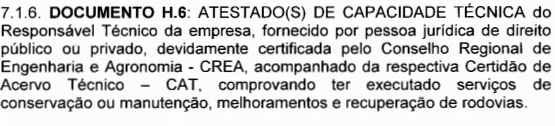 7.1.6. DOCUMENTO H.6: ATESTADO(S) DE CAPACIDADE TÉCNICA do
Responsável Técnico da empresa, fornecido por pessoa jurídica de direito
público ou privado, devidamente certificada pelo Conselho Regional de
Engenharia e Agronomia - CREA, acompanhado da respectiva Certidão de
Acervo Técnico – CAT, comprovando ter executado serviços de
conservação ou manutenção, melhoramentos e recuperação de rodovias.